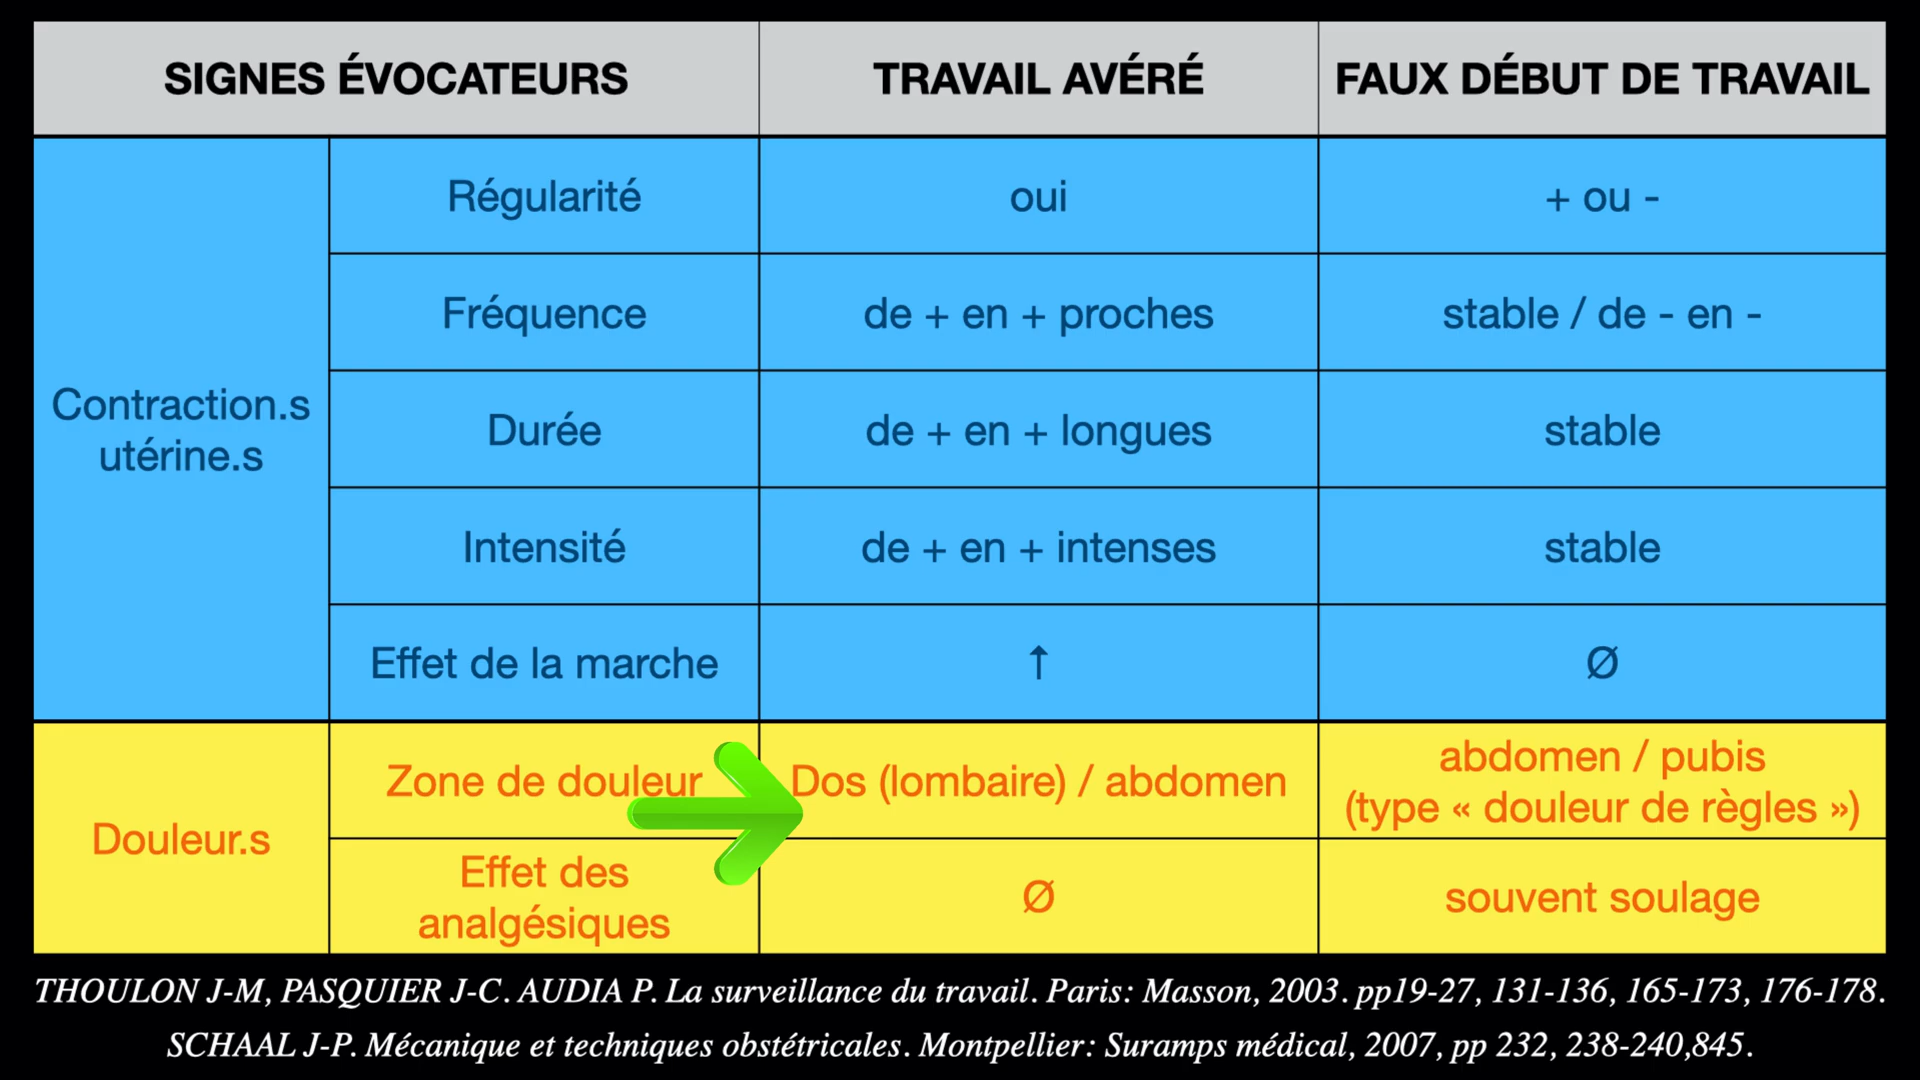 SIGNES ÉVOCATEURS TRAVAIL AVÉRÉ FAUX DÉBUT DE TRAVAIL
Contraction.s
utérine.s
Régularité oui + ou -
Fréquence de + en + proches stable / de - en -
Durée de + en + longues stable
Intensité de + en + intenses stable
Effet de la marche ↑ Ø
Douleur.s
Zone de douleur Dos (lombaire) / abdomen abdomen / pubis
(type « douleur de règles »)
Effet des
analgésiques Ø souvent soulage
THOULON J-M, PASQUIER J-C. AUDIA P. La surveillance du travail. Paris: Masson, 2003. pp19-27, 131-136, 165-173, 176-178.
SCHAAL J-P. Mécanique et techniques obstétricales. Montpellier: Suramps médical, 2007, pp 232, 238-240,845.